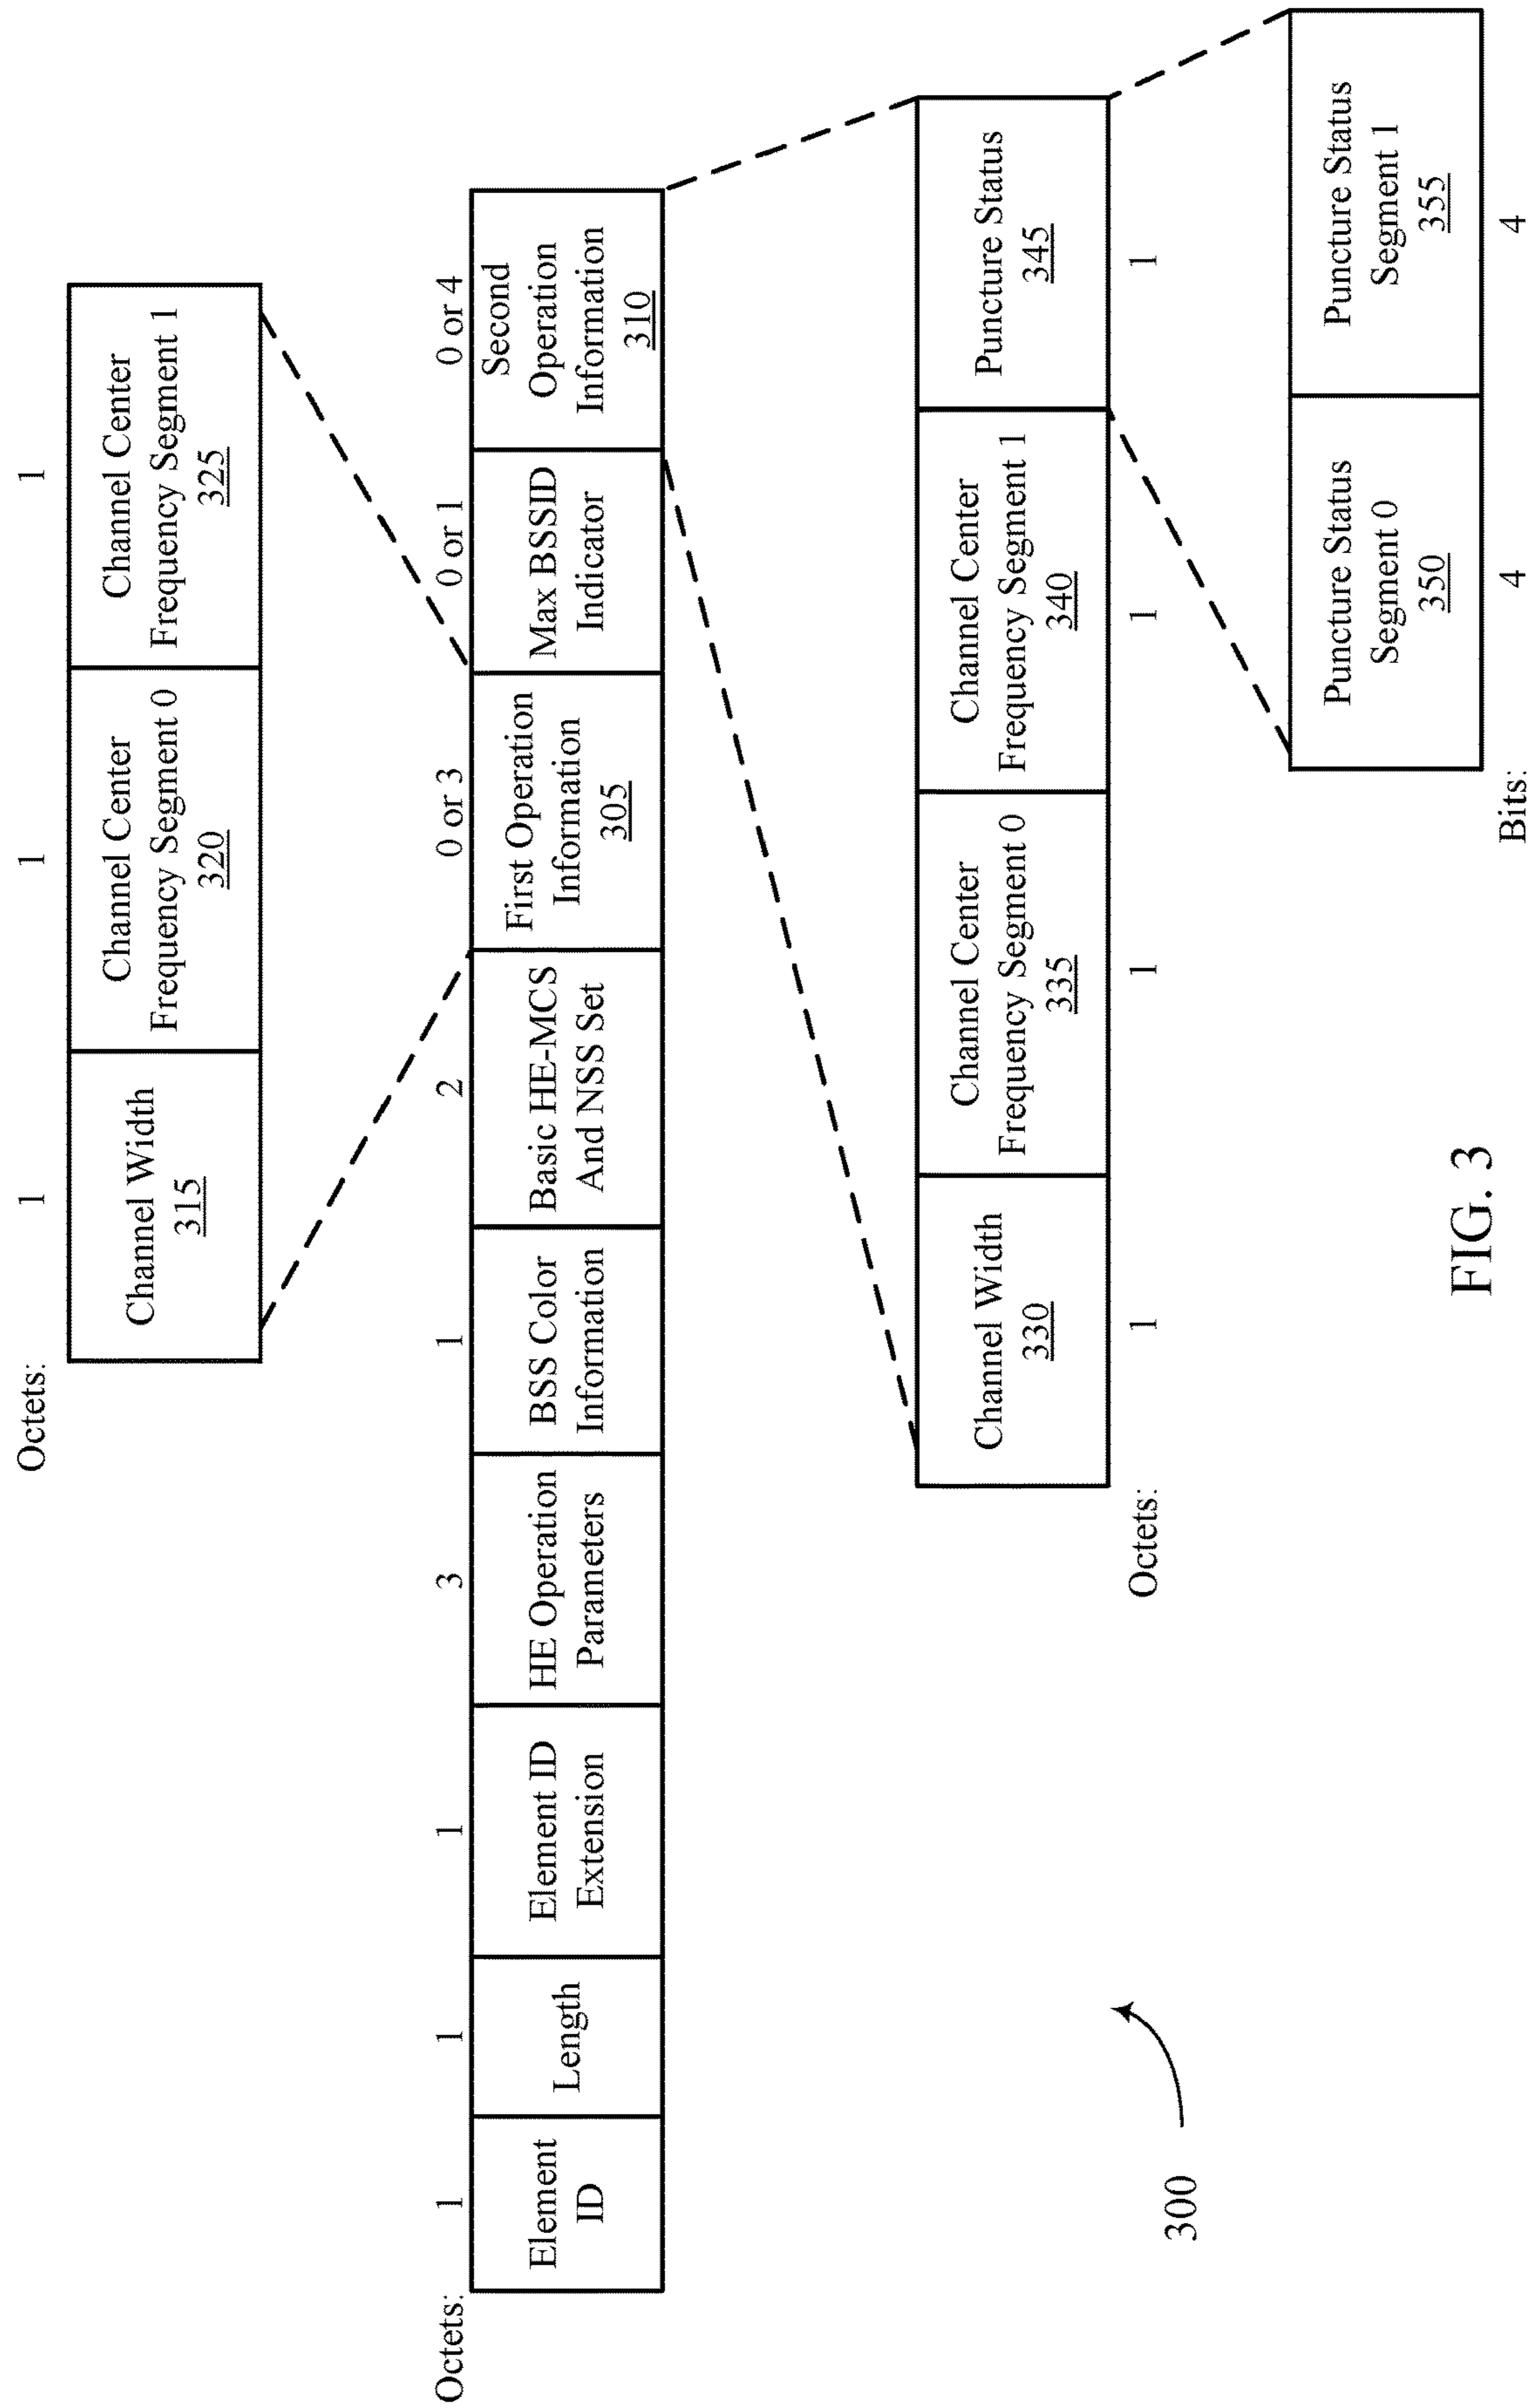 Octets:
1
1
1
Channel Width
315
Channel Center
Frequency Segment 0
320
Channel Center
Frequency Segment 1
325
Octets:
1
1
1
3
1
2
0 or 3
0 or 1
0 or 4
Element
ID
Length
Element ID
Extension
HE Operation
Parameters
BSS Color
Information
Basic HE-MCS
And NSS Set
First Operation
Information
305
Max BSSID
Indicator
Second
Operation
Information
310
Channel Width
330
Channel Center
Frequency Segment 0
335
Channel Center
Frequency Segment 1
340
Puncture Status
345
Octets:
1
1
1
1
Puncture Status
Segment 0
350
Puncture Status
Segment 1
355
Bits:
4
4
300
FIG. 3